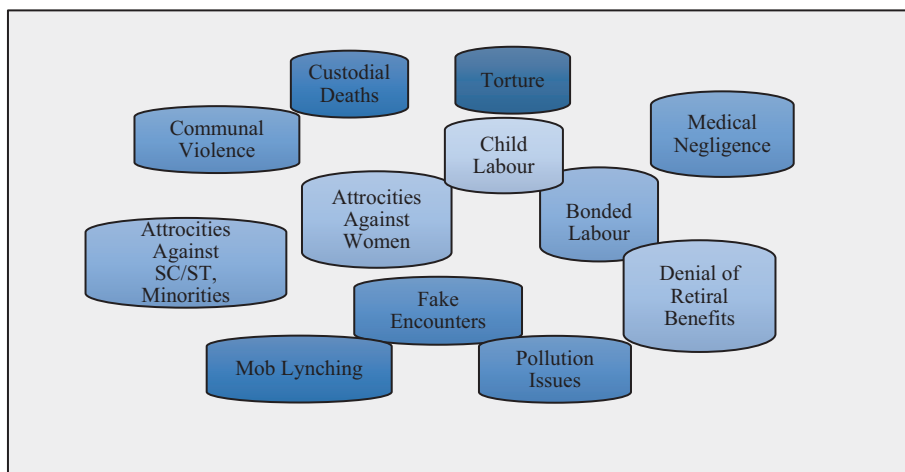 Custodial
Deaths
Torture
Communal
Violence
Child
Labour
Medical
Negligence
Attrocities
Against
Women
Bonded
Labour
Attrocities
Against
SC/ST,
Minorities
Denial of
Retiral
Benefits
Fake
Encounters
Mob Lynching
Pollution
Issues